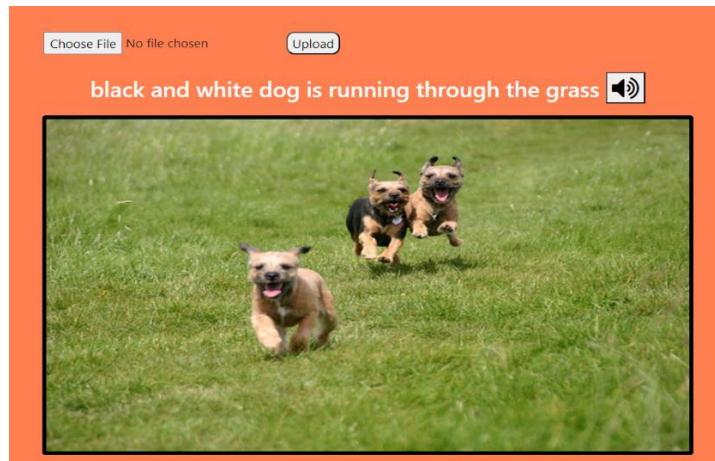 Choose File No file chosen Upload
black and white dog is running through the grass